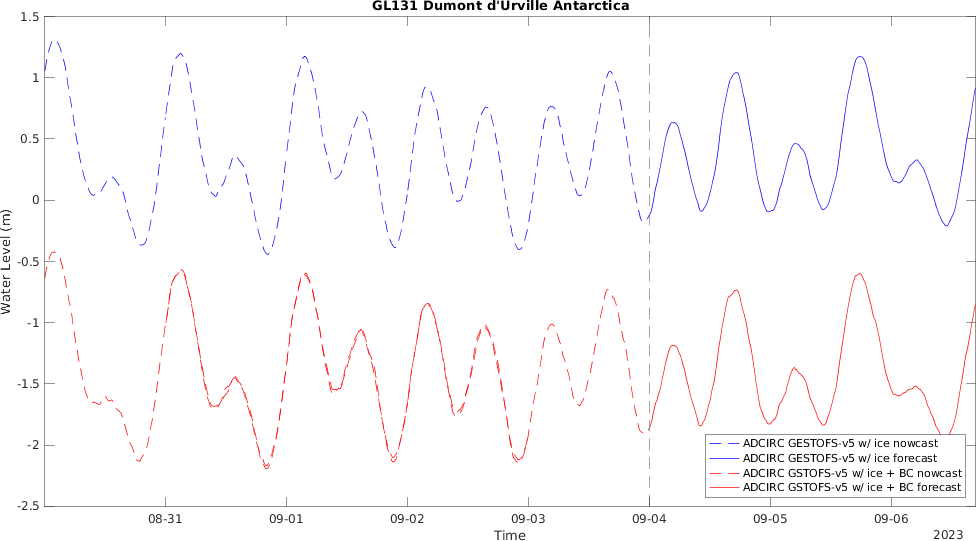 GL131 Dumont d'Urville Antarctica
1.5
1
0.5
0
-0.5
-1
-1.5
-2
-2.5
Water Level (m)
08-31
09-01
09-02
09-03
09-04
09-05
09-06
Time
2023
ADCIRC GESTOFS-v5 w/ ice nowcast
ADCIRC GESTOFS-v5 w/ ice forecast
ADCIRC GSTOFS-v5 w/ ice + BC nowcast
ADCIRC GSTOFS-v5 w/ ice + BC forecast